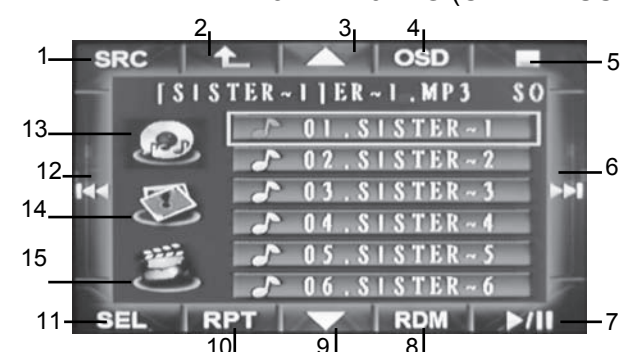 2 3 4
1 SRC OSD 5
[SISTER~1]ER~1.MP3 SO
13 01.SISTER~1
02.SISTER~2
12 03.SISTER~3 6
14 04.SISTER~4
15 05.SISTER~5
06.SISTER~6
11 SEL RPT RDM ▶/II 7
10 9 8